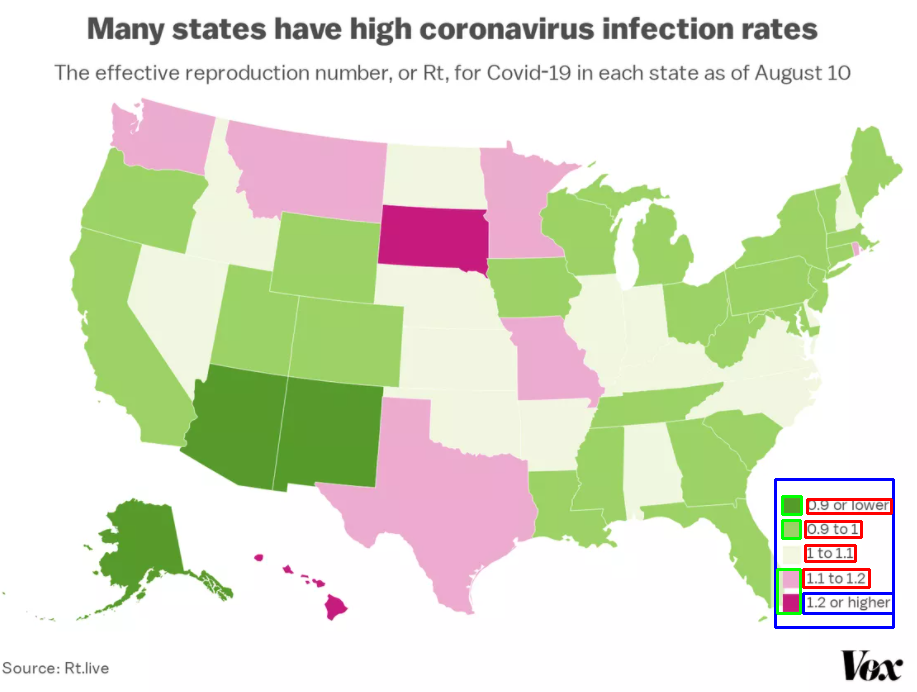 Many states have high coronavirus infection rates
The effective reproduction number, or Rt, for Covid-19 in each state as of August 10
0.9 or lower
0.9 to 1
1 to 1.1
1.1 to 1.2
1.2 or higher
Source: Rt.live
Vox